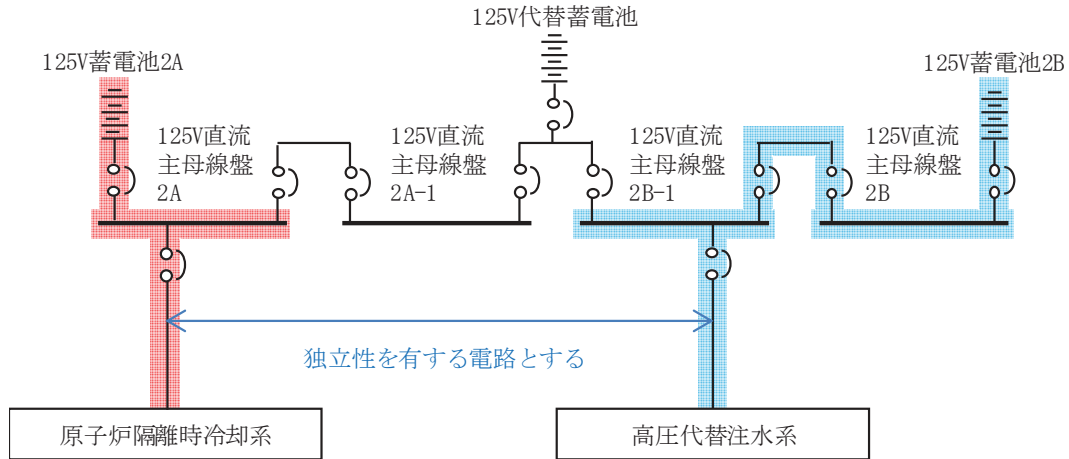 125V代替蓄電池
125V蓄電池2A
125V蓄電池2B
125V直流
主母線盤
2A
125V直流
主母線盤
2A-1
125V直流
主母線盤
2B-1
125V直流
主母線盤
2B
独立性を有する電路とする
原子炉隔離時冷却系
高圧代替注水系